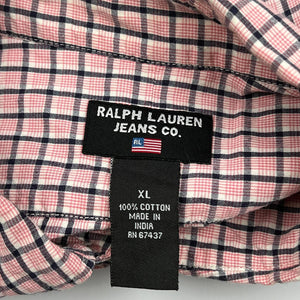 RALPH LAUREN
JEANS CO.
RL
XL
100% COTTON
MADE IN
INDIA
RN 67437